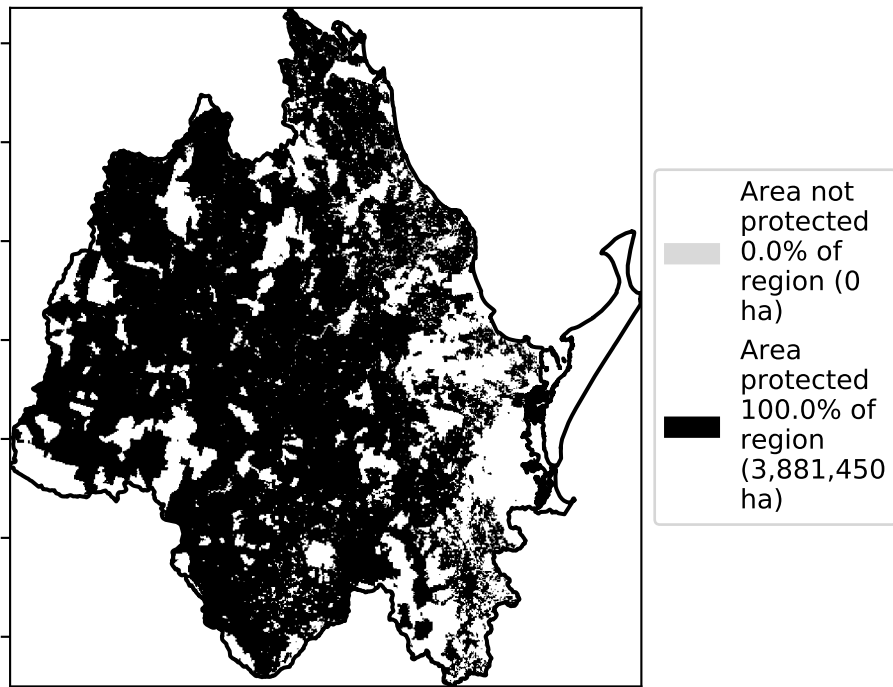 Area not
protected
0.0% of
region (0
ha)
Area
protected
100.0% of
region
(3,881,450
ha)